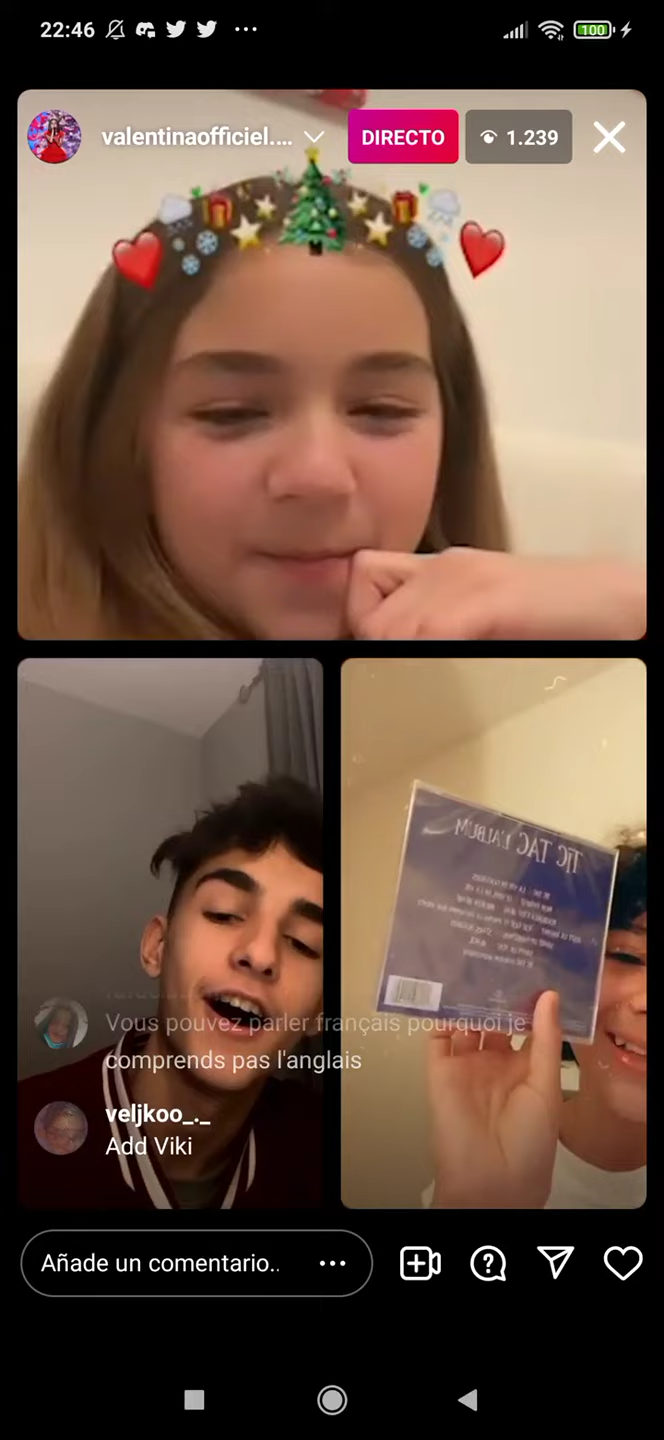 22:46
100
valentinaofficiel....
DIRECTO
1.239
TIC TAC L'ALBUM
Vous pouvez parler français pourquoi je
comprends pas l'anglais
veljkoo_._
Add Viki
Añade un comentario..